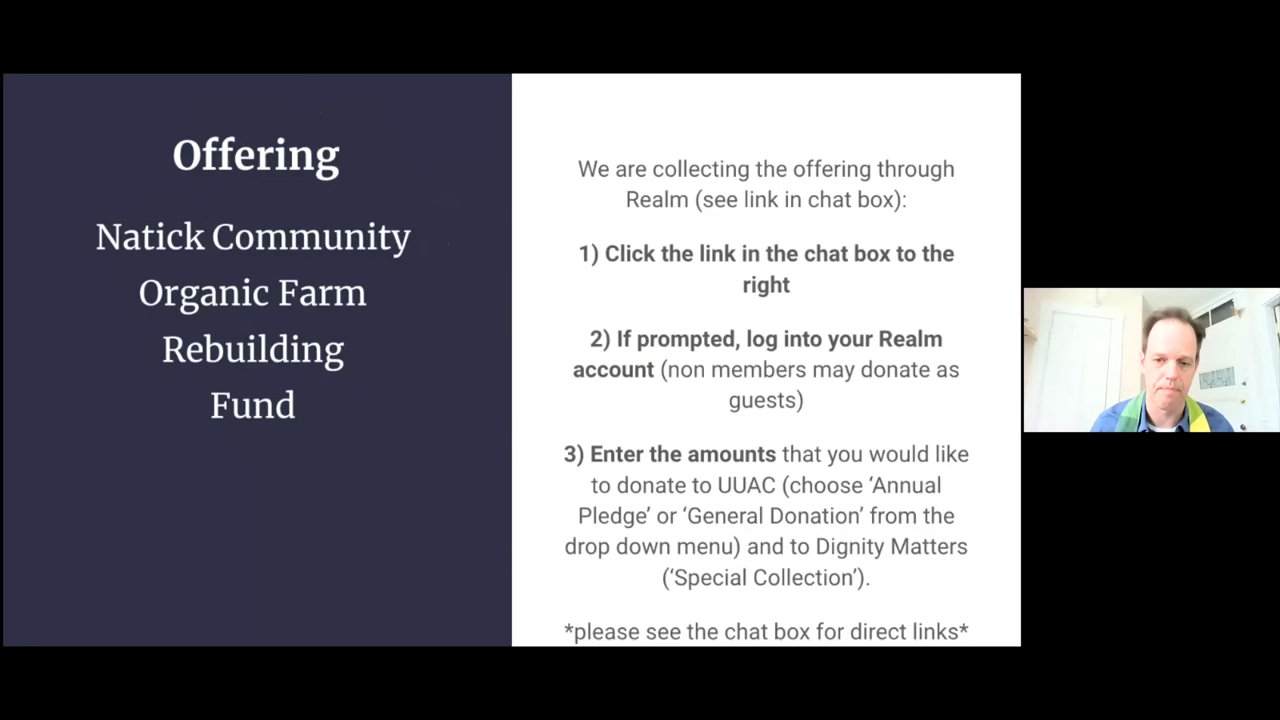 Offering
Natick Community
Organic Farm
Rebuilding
Fund
We are collecting the offering through
Realm (see link in chat box):
1) Click the link in the chat box to the
right
2) If prompted, log into your Realm
account (non members may donate as
guests)
3) Enter the amounts that you would like
to donate to UUAC (choose ‘Annual
Pledge’ or ‘General Donation’ from the
drop down menu) and to Dignity Matters
(‘Special Collection’).
*please see the chat box for direct links*